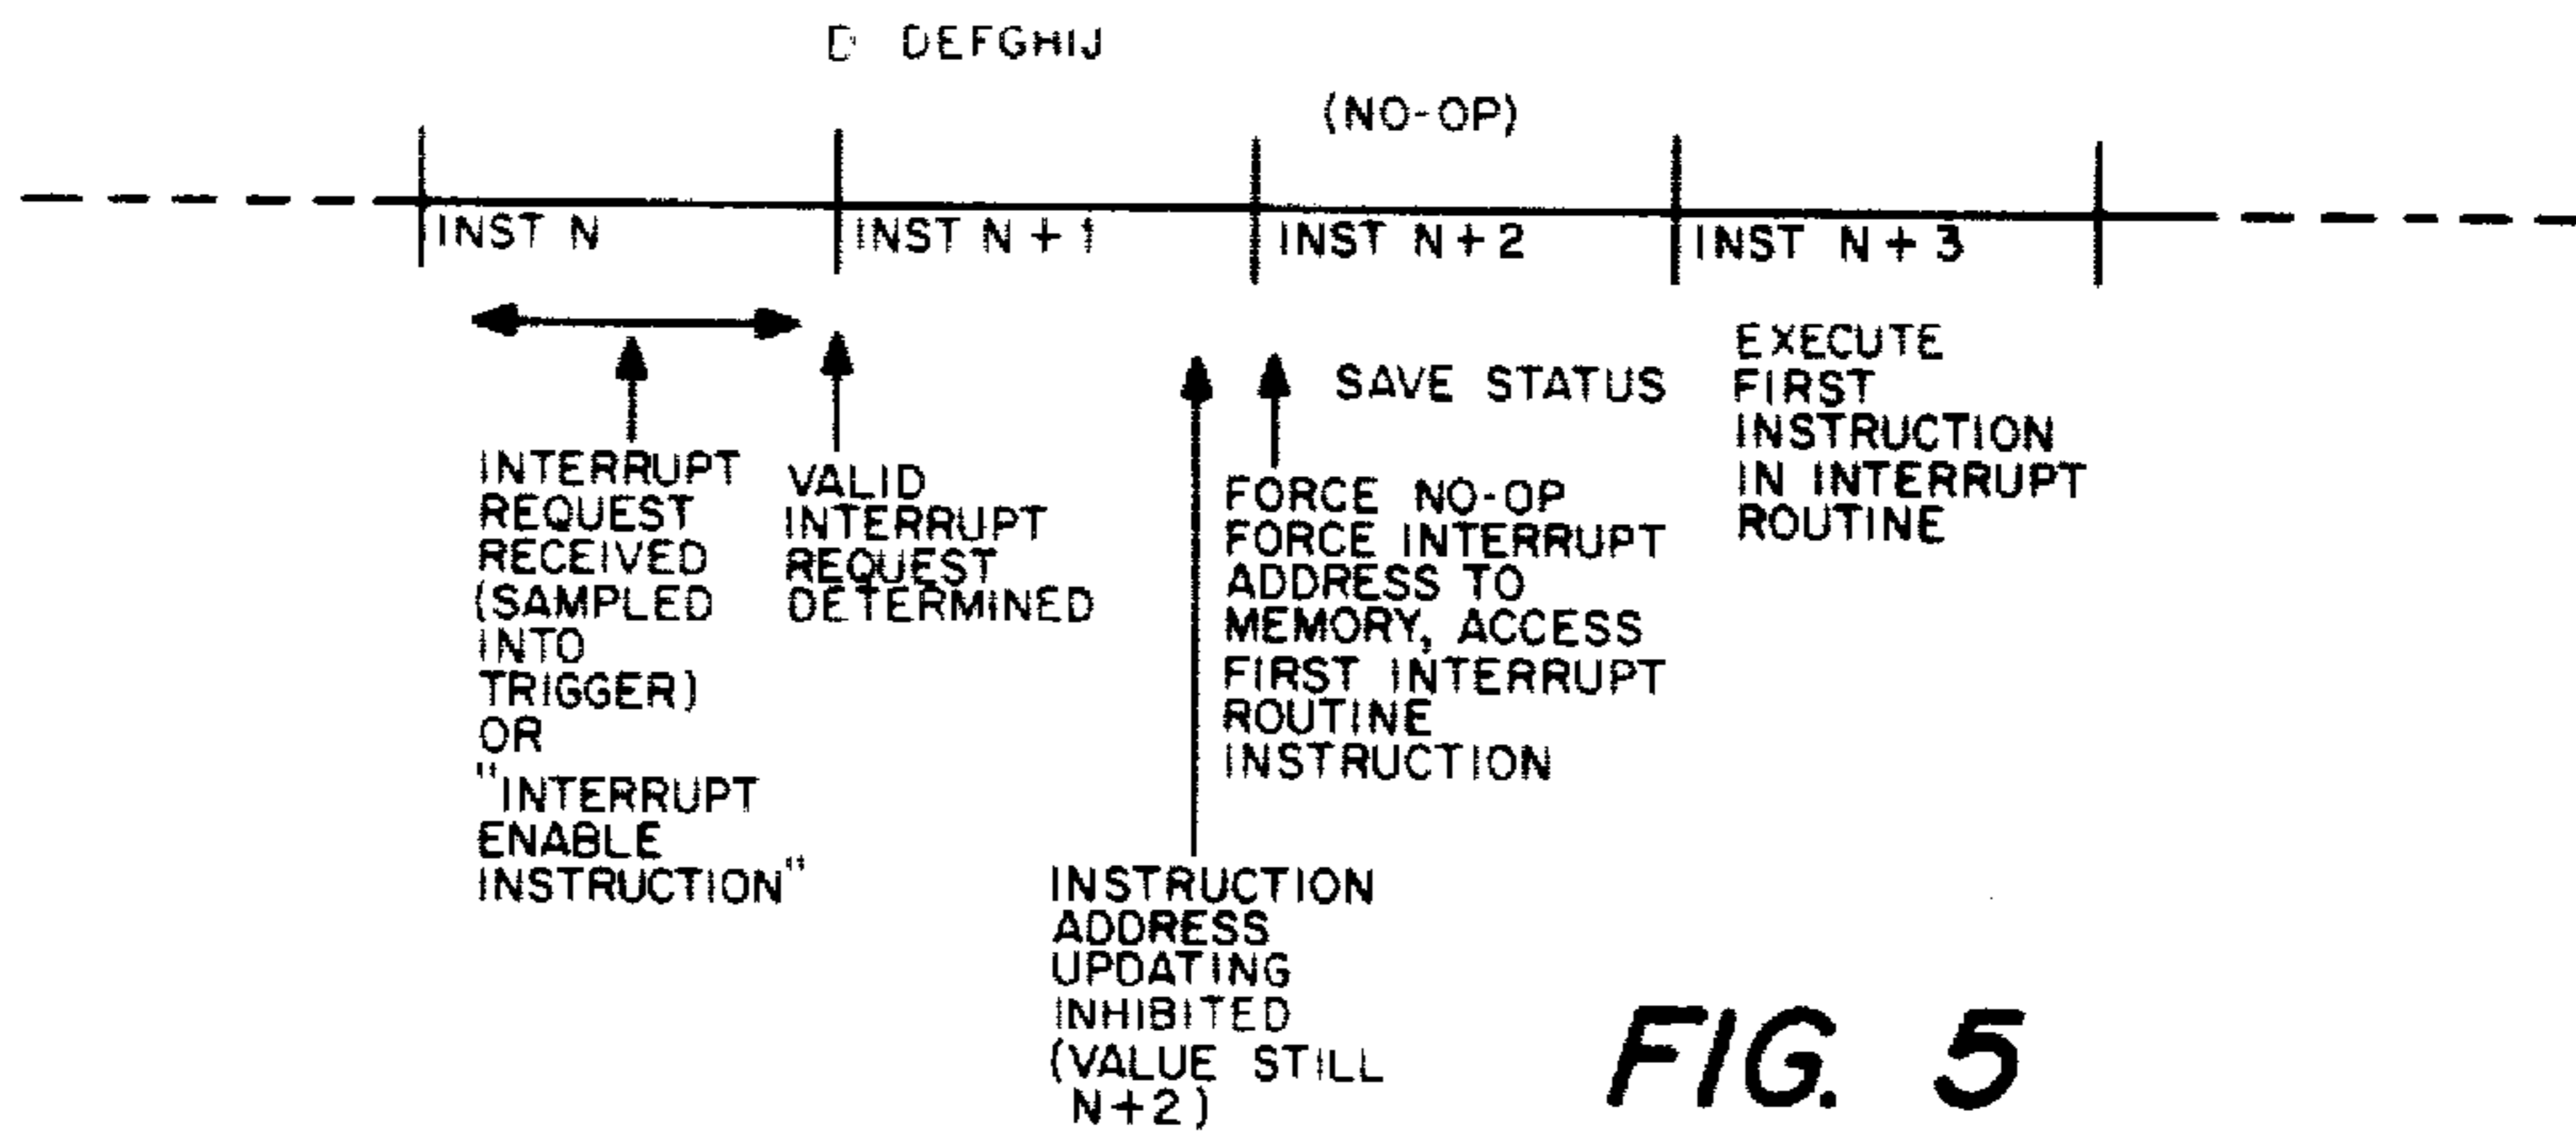 D DEFGHIJ
(NO-OP)
INST N
INST N + 1
INST N + 2
INST N + 3
INTERRUPT
REQUEST
RECEIVED
(SAMPLED
INTO
TRIGGER)
OR
"INTERRUPT
ENABLE
INSTRUCTION"
VALID
INTERRUPT
REQUEST
DETERMINED
INSTRUCTION
ADDRESS
UPDATING
INHIBITED
(VALUE STILL
N+2)
SAVE STATUS
FORCE NO-OP
FORCE INTERRUPT
ADDRESS TO
MEMORY, ACCESS
FIRST INTERRUPT
ROUTINE
INSTRUCTION
EXECUTE
FIRST
INSTRUCTION
IN INTERRUPT
ROUTINE
FIG. 5